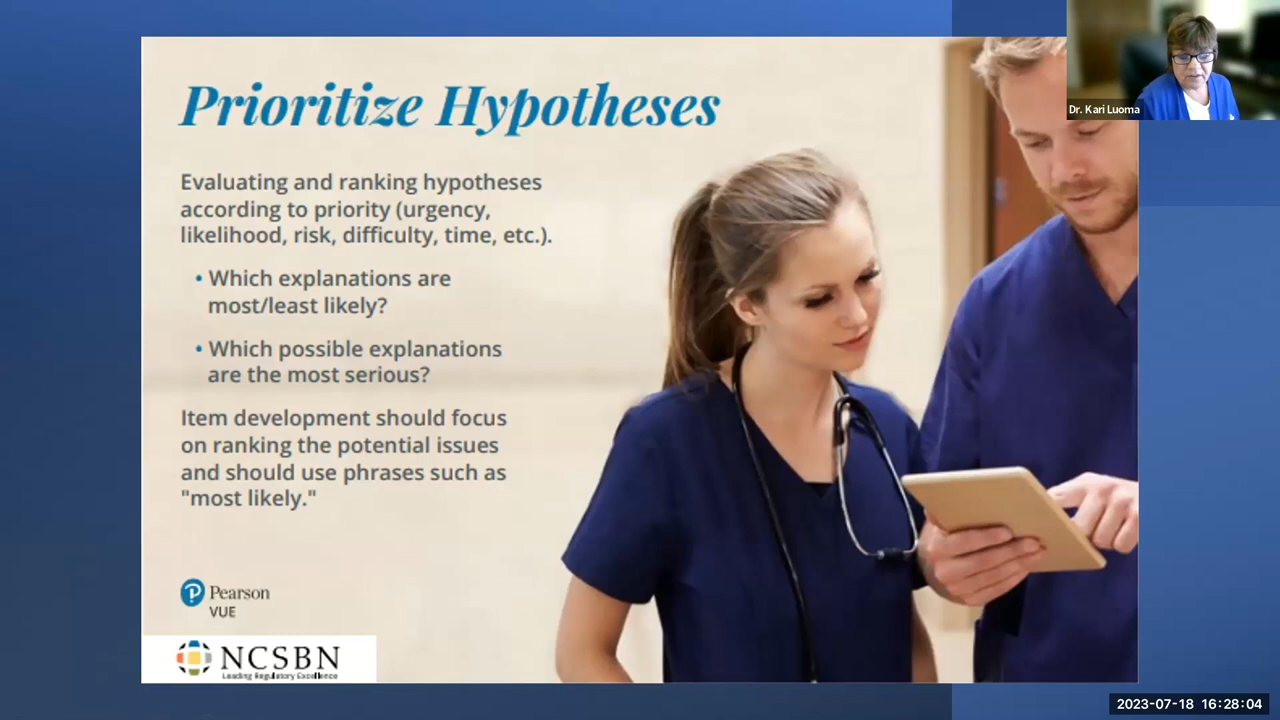 Prioritize Hypotheses
Evaluating and ranking hypotheses
according to priority (urgency,
likelihood, risk, difficulty, time, etc.).
• Which explanations are
most/least likely?
• Which possible explanations
are the most serious?
Item development should focus
on ranking the potential issues
and should use phrases such as
"most likely."
Pearson
VUE
NCSBN
Leading Regulatory Excellence
Dr. Kari Luoma
2023-07-18 16:28:04